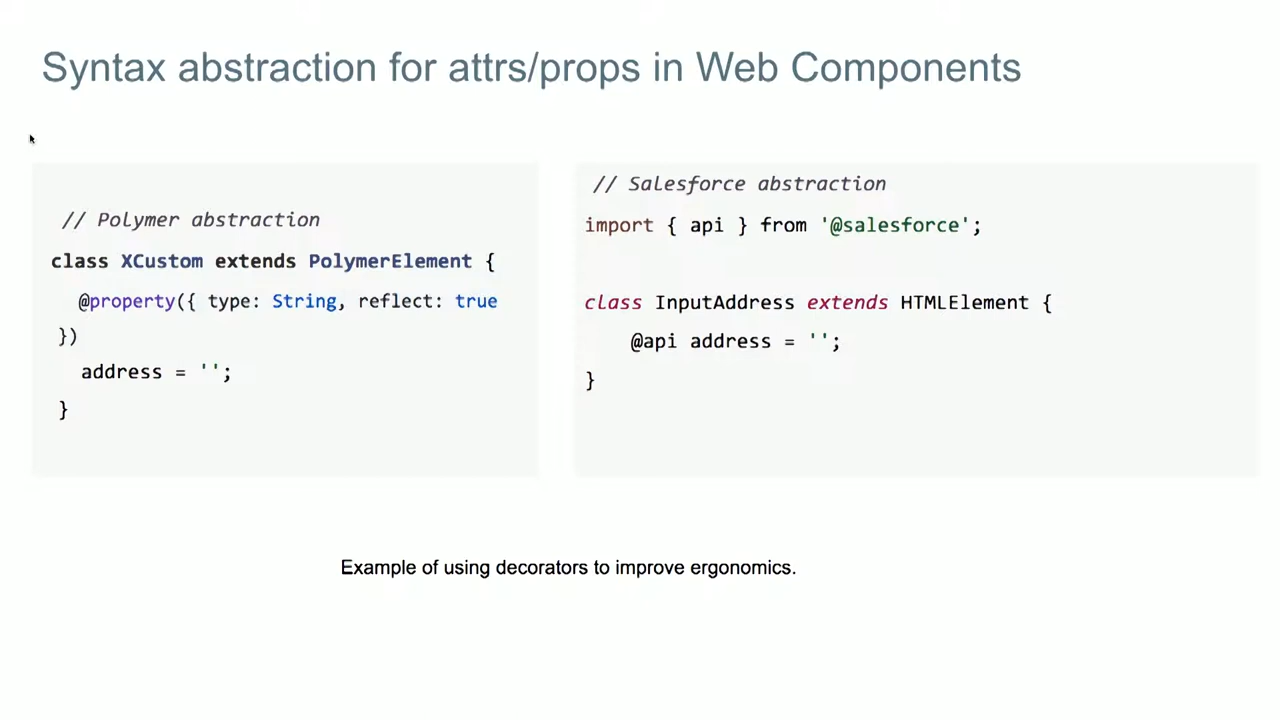 Syntax abstraction for attrs/props in Web Components
// Polymer abstraction
class XCustom extends PolymerElement {
@property({ type: String, reflect: true
})
address = '';
}
// Salesforce abstraction
import { api } from '@salesforce';
class InputAddress extends HTMLElement {
@api address = '';
}
Example of using decorators to improve ergonomics.